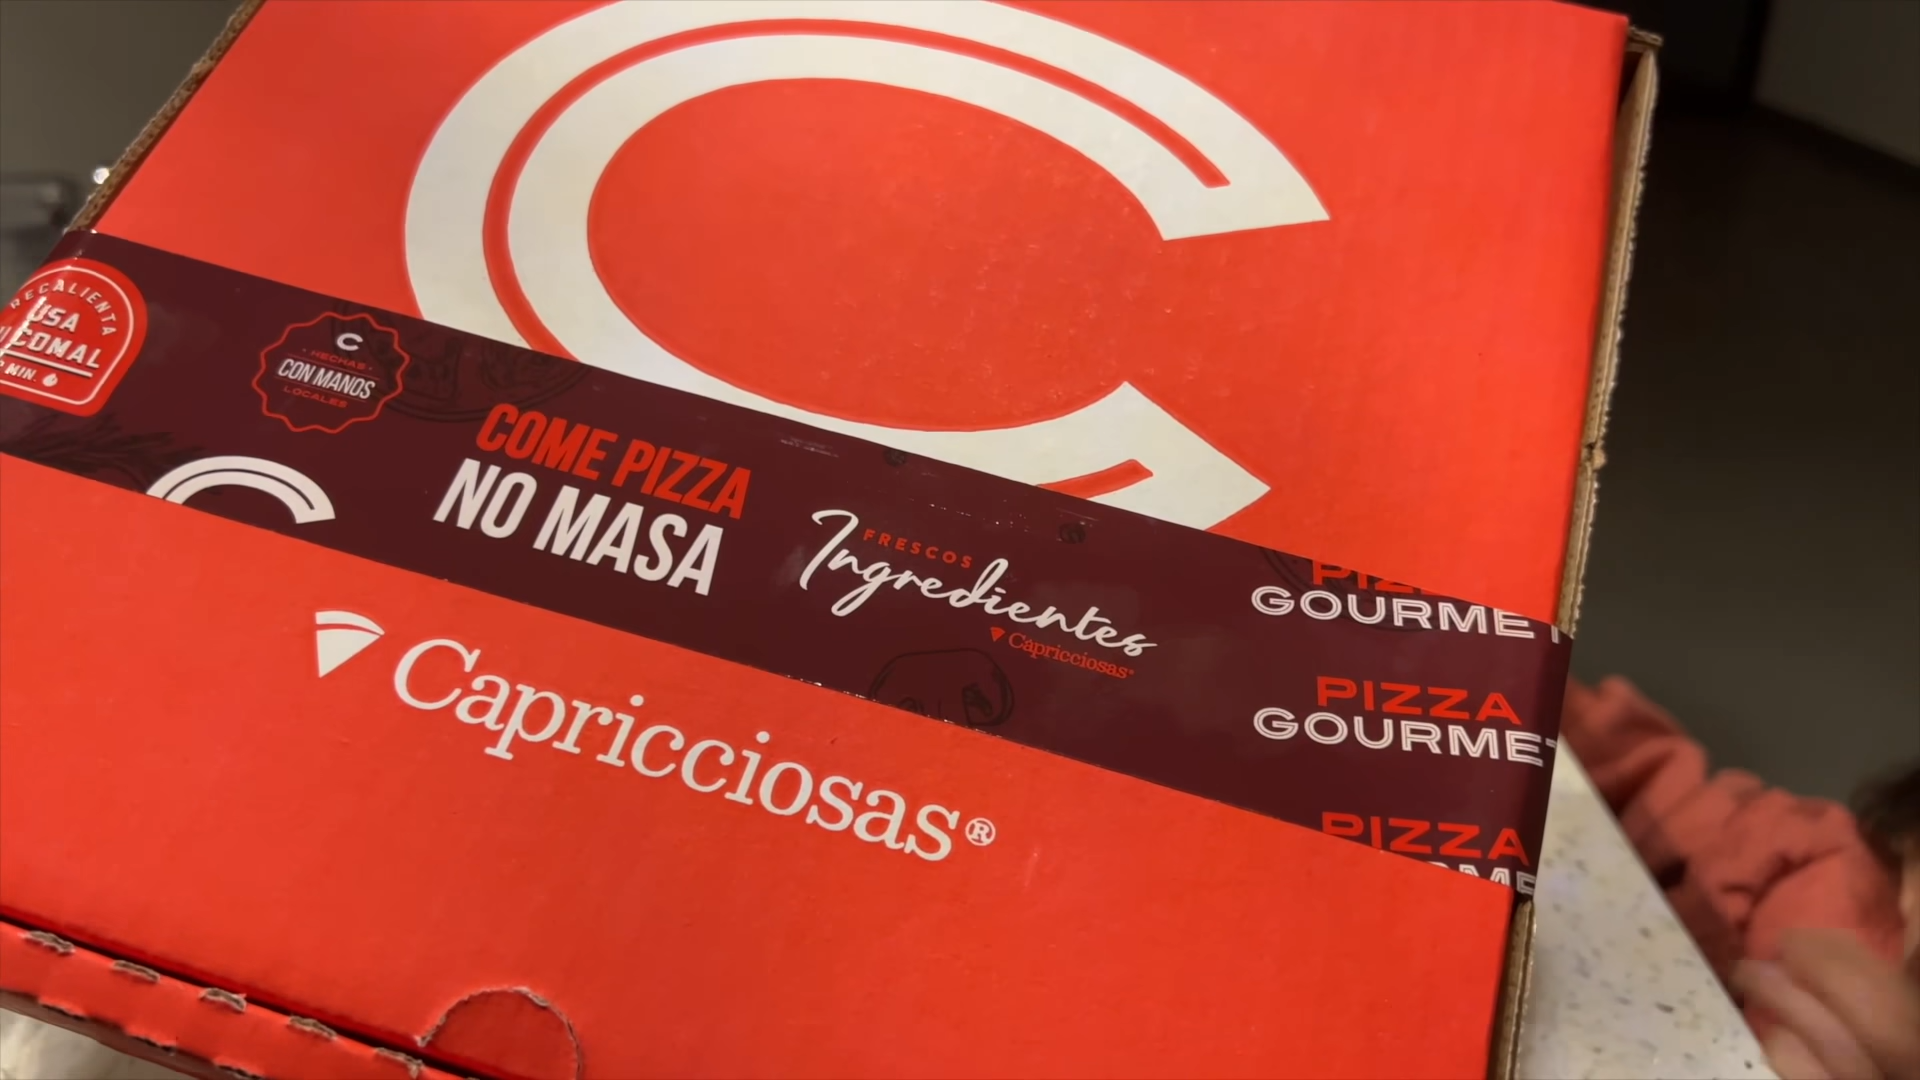 RECALIENTA
USA
COMAL
MIN.
C
HECHAS
CON MANOS
LOCALES
COME PIZZA
NO MASA
FRESCOS
Ingredientes
Capricciosas
PIZZA
GOURMET
PIZZA
GOURMET
PIZZA
Capricciosas®